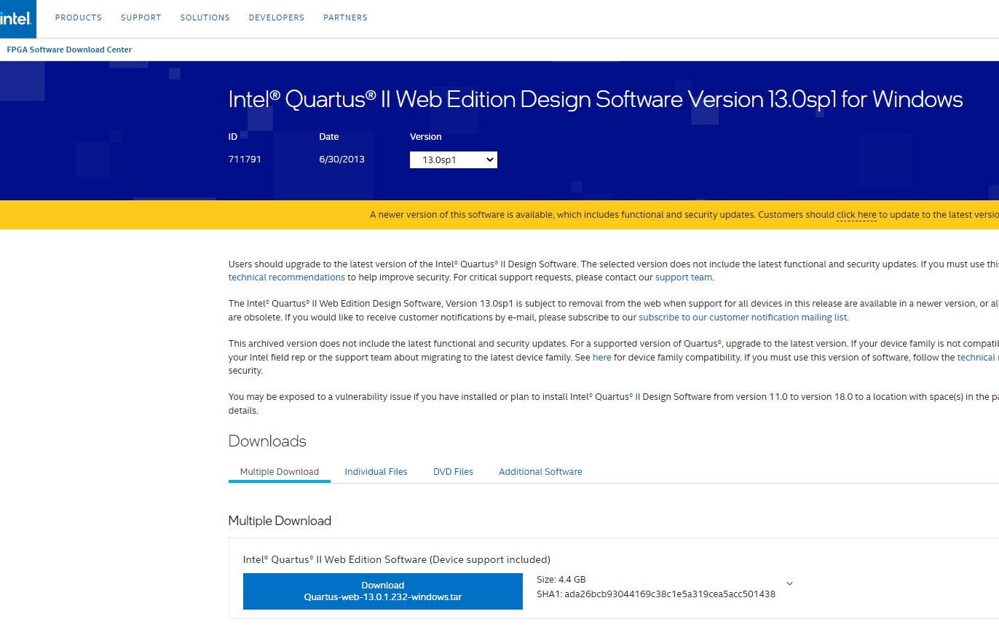 intel.
PRODUCTS SUPPORT SOLUTIONS DEVELOPERS PARTNERS
FPGA Software Download Center
Intel® Quartus® II Web Edition Design Software Version 13.0sp1 for Windows
ID Date Version
711791 6/30/2013 13.0sp1
A newer version of this software is available, which includes functional and security updates. Customers should click here to update to the latest versio
Users should upgrade to the latest version of the Intel® Quartus® II Design Software. The selected version does not include the latest functional and security updates. If you must use this
technical recommendations to help improve security. For critical support requests, please contact our support team.
The Intel® Quartus® II Web Edition Design Software, Version 13.0sp1 is subject to removal from the web when support for all devices in this release are available in a newer version, or al
are obsolete. If you would like to receive customer notifications by e-mail, please subscribe to our subscribe to our customer notification mailing list.
This archived version does not include the latest functional and security updates. For a supported version of Quartus®, upgrade to the latest version. If your device family is not compatib
your Intel field rep or the support team about migrating to the latest device family. See here for device family compatibility. If you must use this version of software, follow the technical
security.
You may be exposed to a vulnerability issue if you have installed or plan to install Intel® Quartus® II Design Software from version 11.0 to version 18.0 to a location with space(s) in the pa
details.
Downloads
Multiple Download Individual Files DVD Files Additional Software
Multiple Download
Intel® Quartus® II Web Edition Software (Device support included)
Download
Quartus-web-13.0.1.232-windows.tar
Size: 4.4 GB
SHA1: ada26bcb93044169c38c1e5a319cea5acc501438